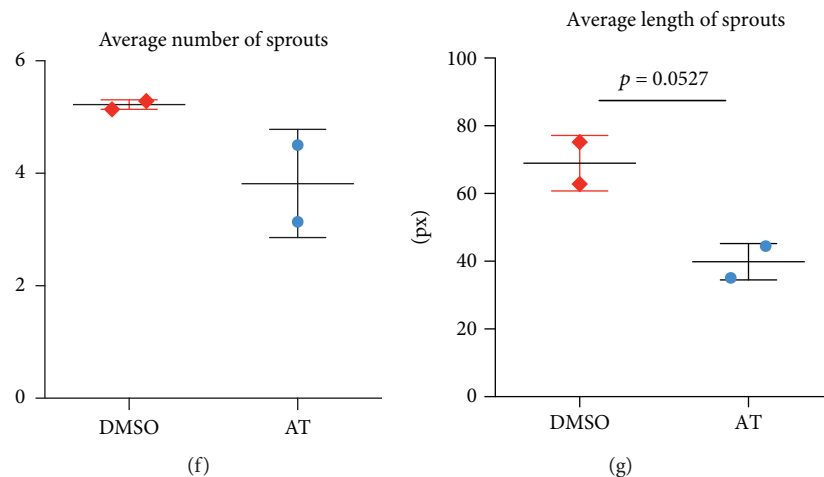 Average number of sprouts
6
4
2
0
DMSO
AT
(f)
Average length of sprouts
100
80
60
40
20
0
(px)
p = 0.0527
DMSO
AT
(g)